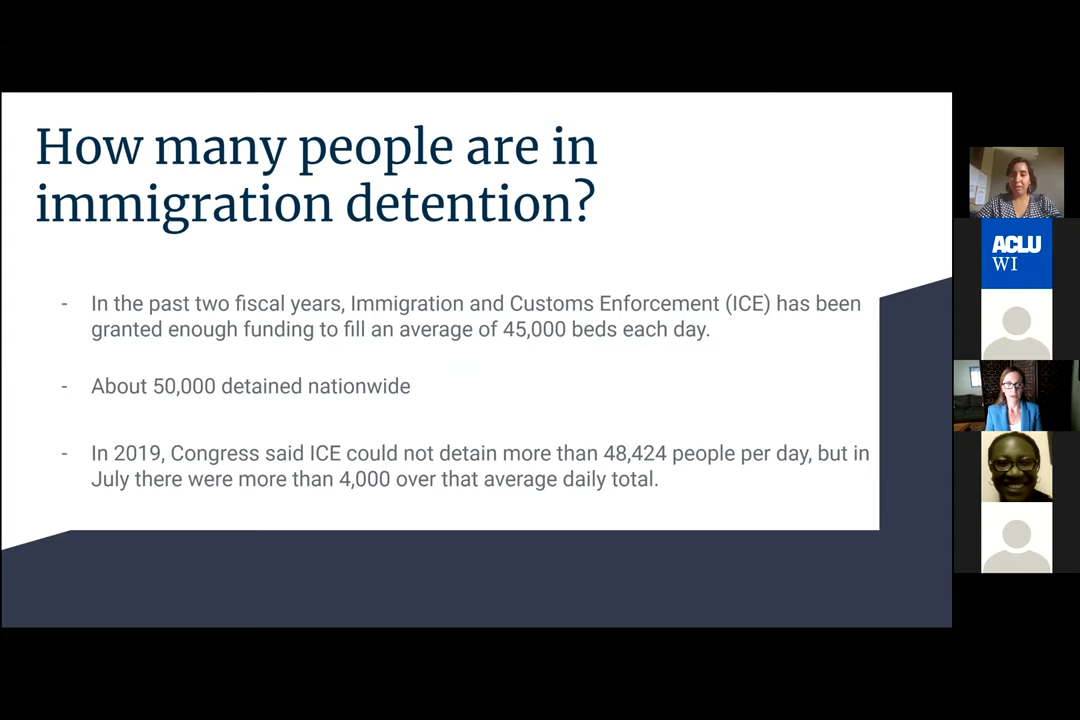 How many people are in
immigration detention?
- In the past two fiscal years, Immigration and Customs Enforcement (ICE) has been
granted enough funding to fill an average of 45,000 beds each day.
- About 50,000 detained nationwide
- In 2019, Congress said ICE could not detain more than 48,424 people per day, but in
July there were more than 4,000 over that average daily total.
ACLU
WI